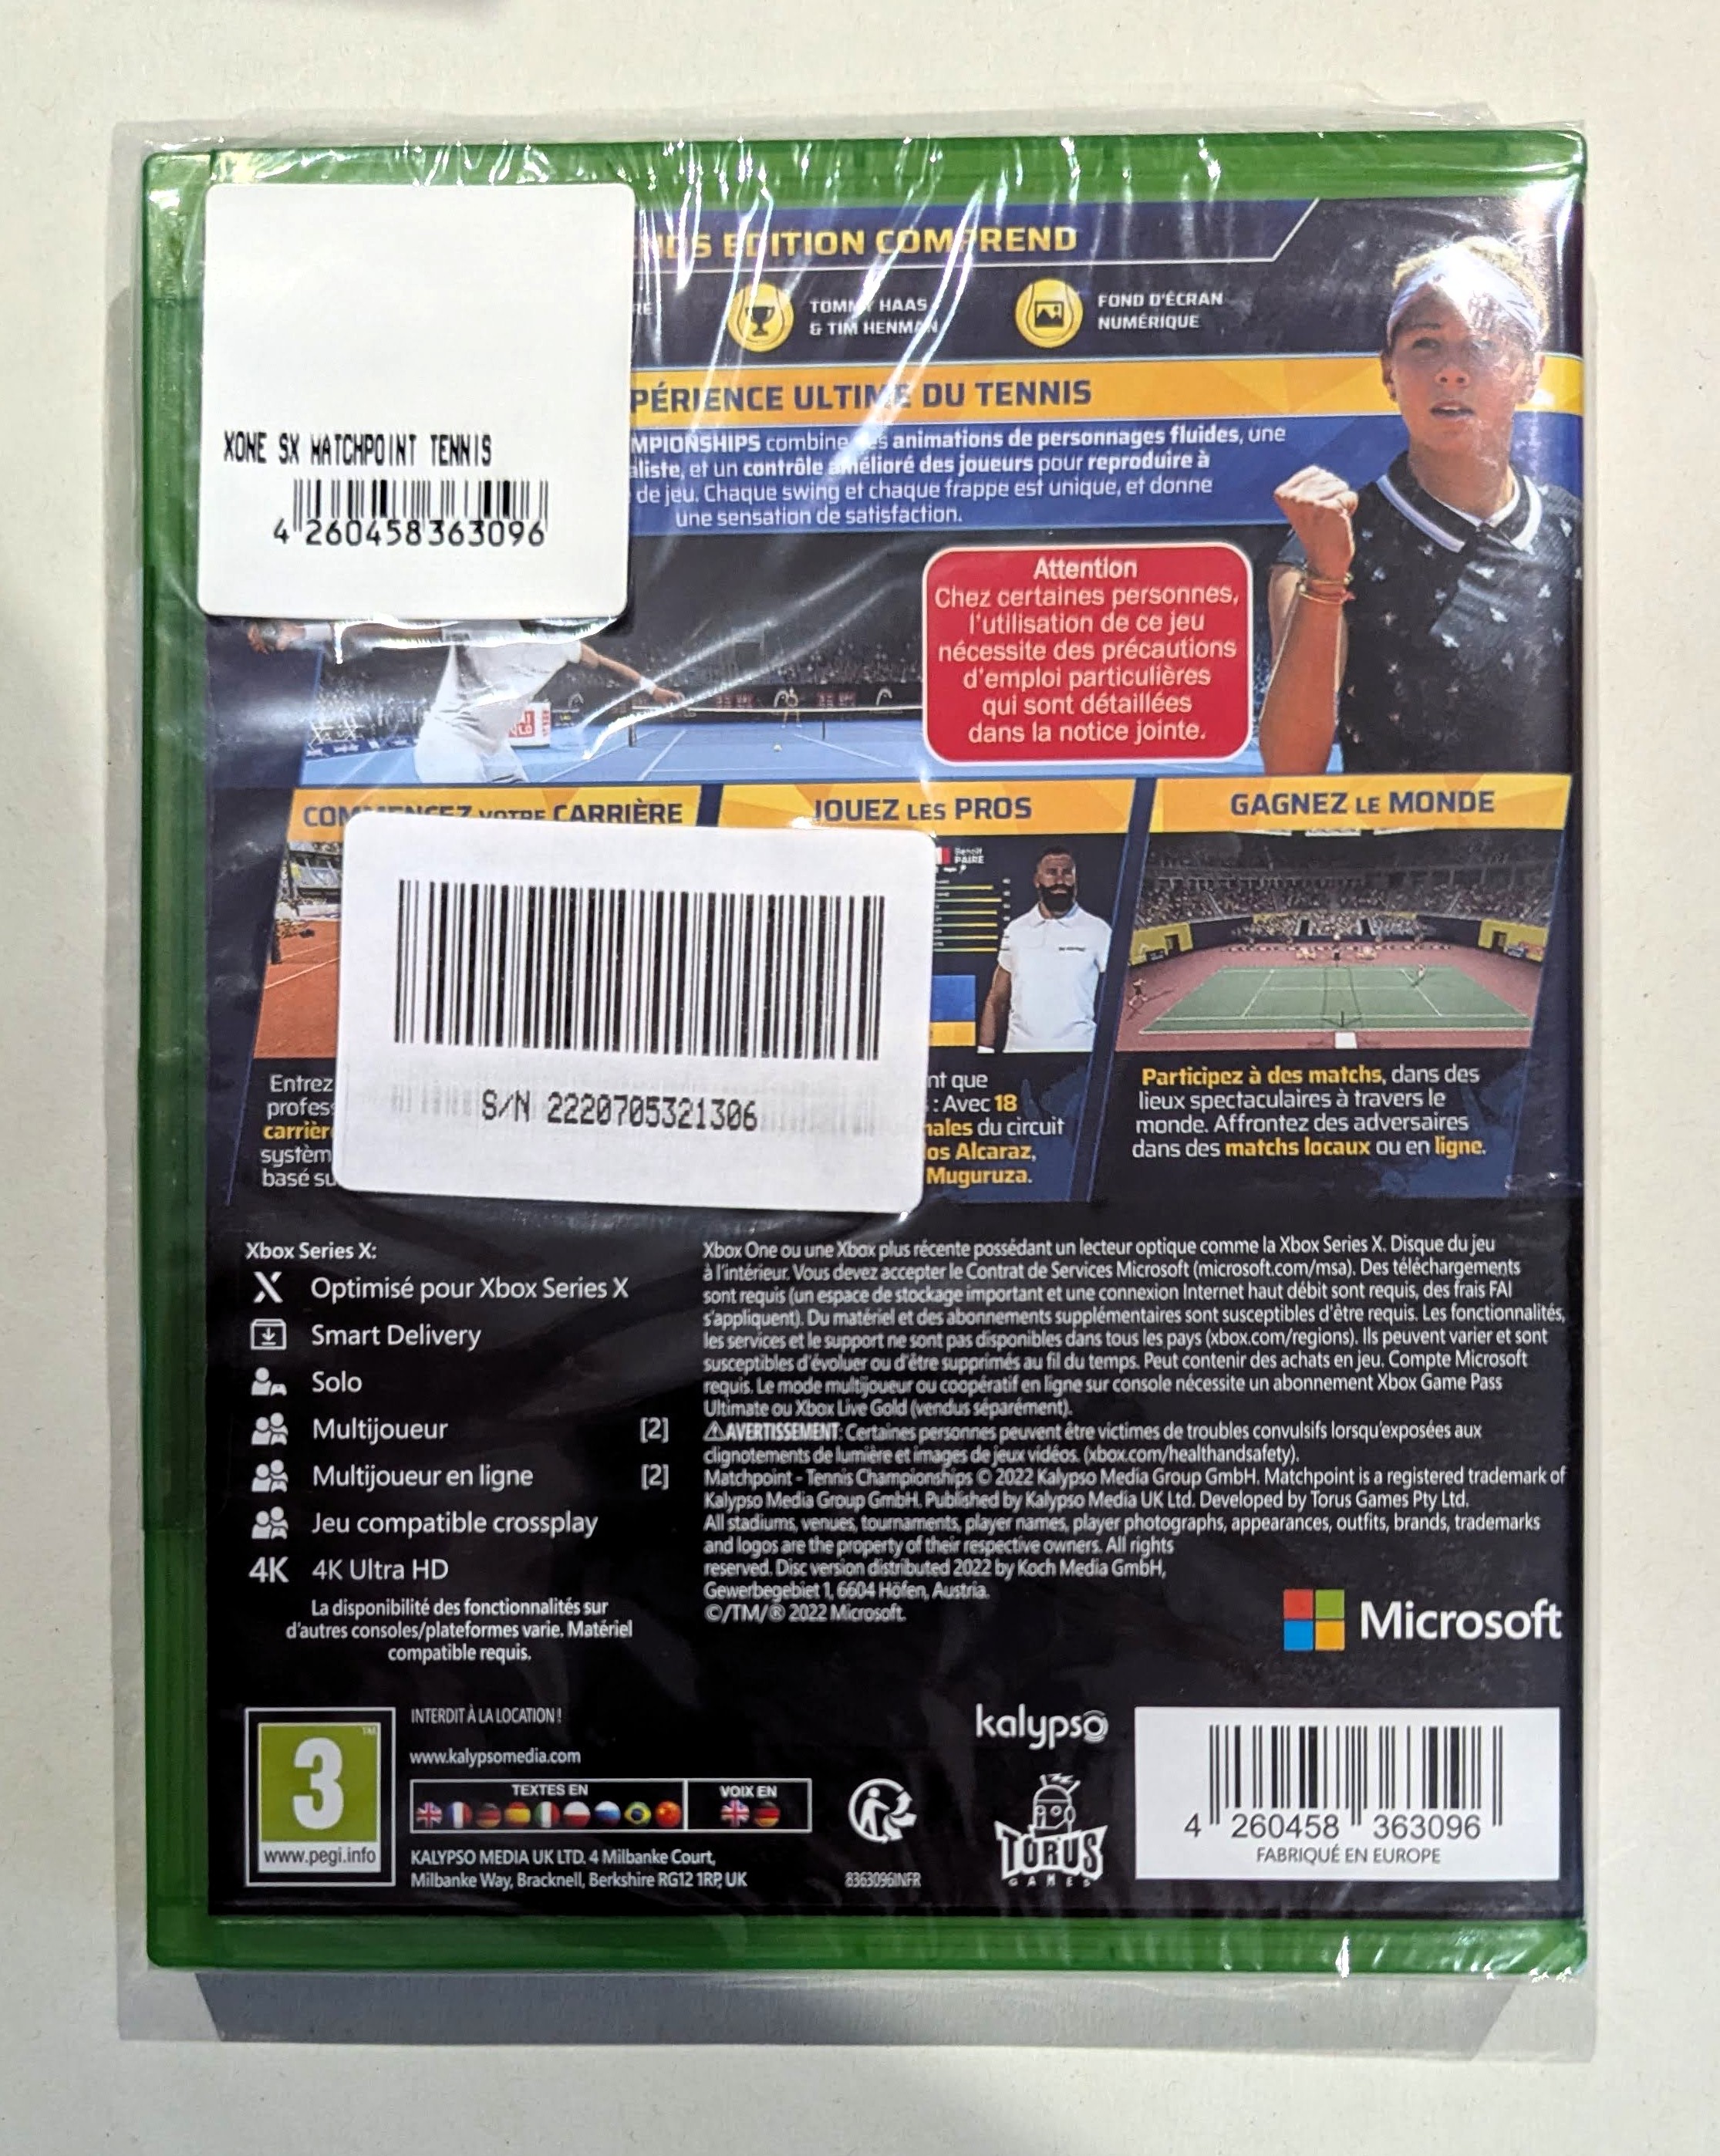 EDITION COMPREND
TOMMY HAAS
& TIM HENMAN
FOND D'ÉCRAN
NUMÉRIQUE
XONE SX MATCHPOINT TENNIS
4 260458 363096
ULTIME DU TENNIS
combine animations de personnages fluides, une
et un contrôle amélioré des joueurs pour reproduire à
de jeu. Chaque swing et chaque frappe est unique, et donne
une sensation de satisfaction.
Attention
Chez certaines personnes,
l'utilisation de ce jeu
nécessite des précautions
d'emploi particulières
qui sont détaillées
dans la notice jointe.
COMMENCEZ VOTRE CARRIÈRE
JOUEZ LES PROS
GAGNEZ LE MONDE
Benoit
PAIRE
S/N 2220705321306
Entrez
que
: Avec 18
du circuit
Alcaraz,
Muguruza.
Participez à des matchs, dans des
lieux spectaculaires à travers le
monde. Affrontez des adversaires
dans des matchs locaux ou en ligne.
Xbox Series X:
X Optimisé pour Xbox Series X
Smart Delivery
Solo
Multijoueur [2]
Multijoueur en ligne [2]
Jeu compatible crossplay
4K 4K Ultra HD
La disponibilité des fonctionnalités sur
d'autres consoles/plateformes varie. Matériel
compatible requis.
Xbox One ou une Xbox plus récente possédant un lecteur optique comme la Xbox Series X. Disque du jeu
à l'intérieur. Vous devez accepter le Contrat de Services Microsoft (microsoft.com/msa). Des téléchargements
sont requis (un espace de stockage important et une connexion Internet haut débit sont requis, des frais FAI
s'appliquent). Du matériel et des abonnements supplémentaires sont susceptibles d'être requis. Les fonctionnalités,
les services et le support ne sont pas disponibles dans tous les pays (xbox.com/regions). Ils peuvent varier et sont
susceptibles d'évoluer ou d'être supprimés au fil du temps. Peut contenir des achats en jeu. Compte Microsoft
requis. Le mode multijoueur ou coopératif en ligne sur console nécessite un abonnement Xbox Game Pass
Ultimate ou Xbox Live Gold (vendus séparément).
⚠AVERTISSEMENT: Certaines personnes peuvent être victimes de troubles convulsifs lorsqu'exposées aux
clignotements de lumière et images de jeux vidéos. (xbox.com/healthandsafety).
Matchpoint - Tennis Championships © 2022 Kalypso Media Group GmbH. Matchpoint is a registered trademark of
Kalypso Media Group GmbH. Published by Kalypso Media UK Ltd. Developed by Torus Games Pty Ltd.
All stadiums, venues, tournaments, player names, player photographs, appearances, outfits, brands, trademarks
and logos are the property of their respective owners. All rights
reserved. Disc version distributed 2022 by Koch Media GmbH,
Gewerbegebiet 1, 6604 Höfen, Austria.
©/TM/® 2022 Microsoft.
Microsoft
3
www.pegi.info
INTERDIT À LA LOCATION !
www.kalypsomedia.com
TEXTES EN
VOIX EN
KALYPSO MEDIA UK LTD. 4 Milbanke Court,
Milbanke Way, Bracknell, Berkshire RG12 1RP, UK
8363096INFR
kalypso
TORUS
GAMES
4 260458 363096
FABRIQUÉ EN EUROPE